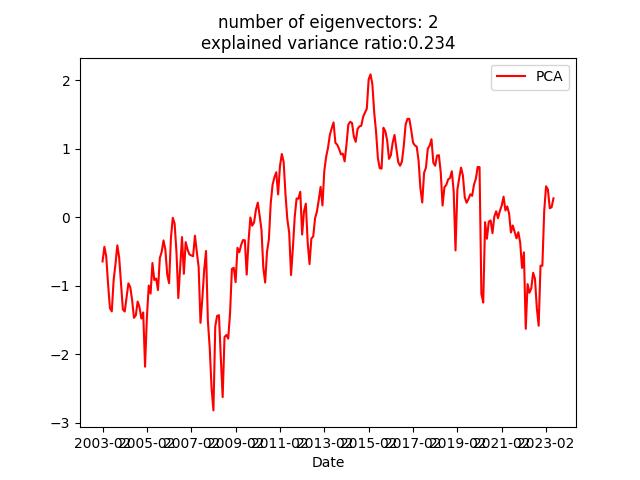 number of eigenvectors: 2
explained variance ratio:0.234
PCA
2
1
0
−1
−2
−3
2003-02 2005-02 2007-02 2009-02 2011-02 2013-02 2015-02 2017-02 2019-02 2021-02 2023-02
Date